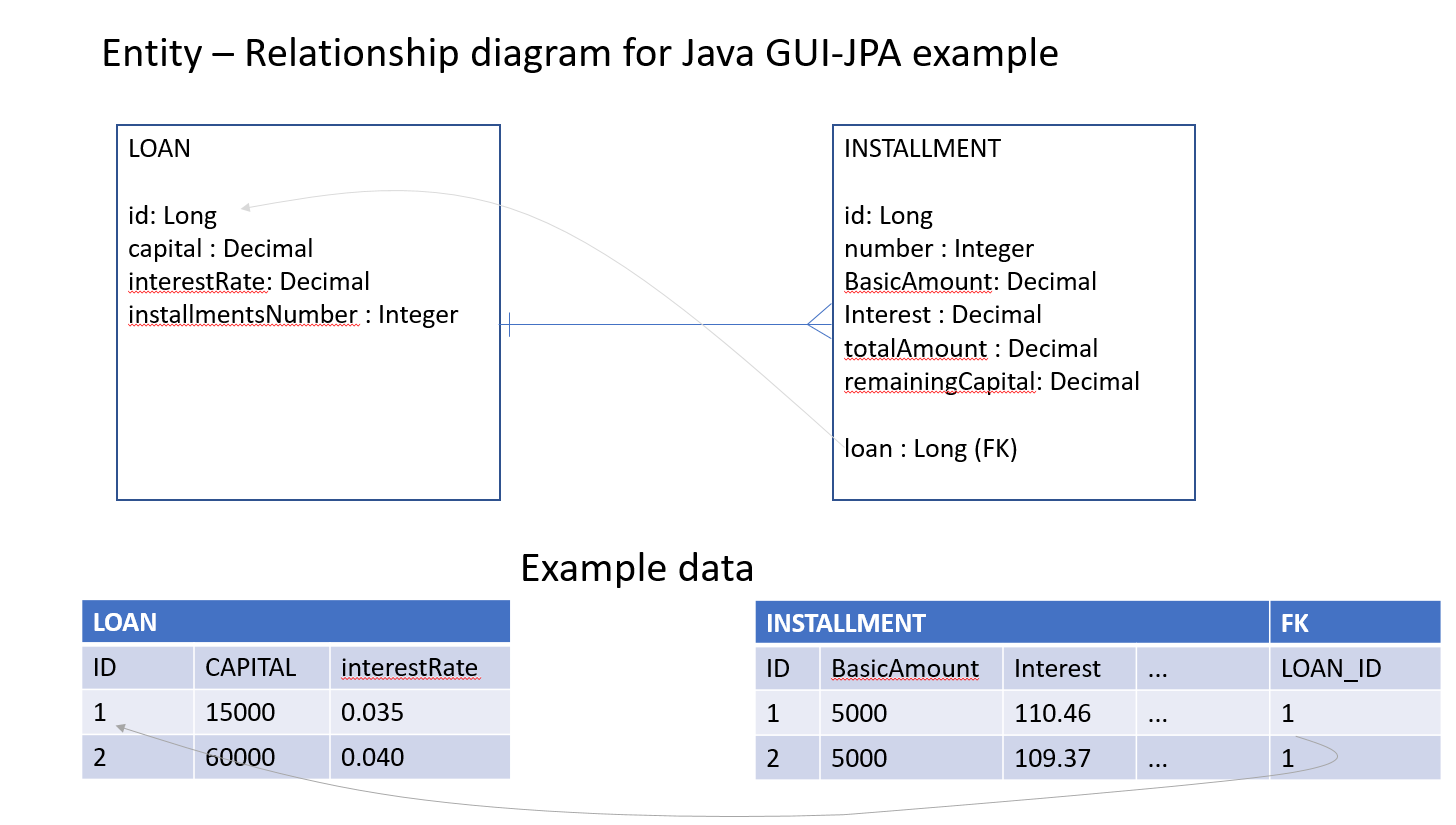 Entity – Relationship diagram for Java GUI-JPA example
LOAN
id: Long
capital : Decimal
interestRate: Decimal
installmentsNumber : Integer
INSTALLMENT
id: Long
number : Integer
BasicAmount: Decimal
Interest : Decimal
totalAmount : Decimal
remainingCapital: Decimal
loan : Long (FK)
Example data
LOAN
ID CAPITAL interestRate
1 15000 0.035
2 60000 0.040
INSTALLMENT FK
ID BasicAmount Interest ... LOAN_ID
1 5000 110.46 ... 1
2 5000 109.37 ... 1